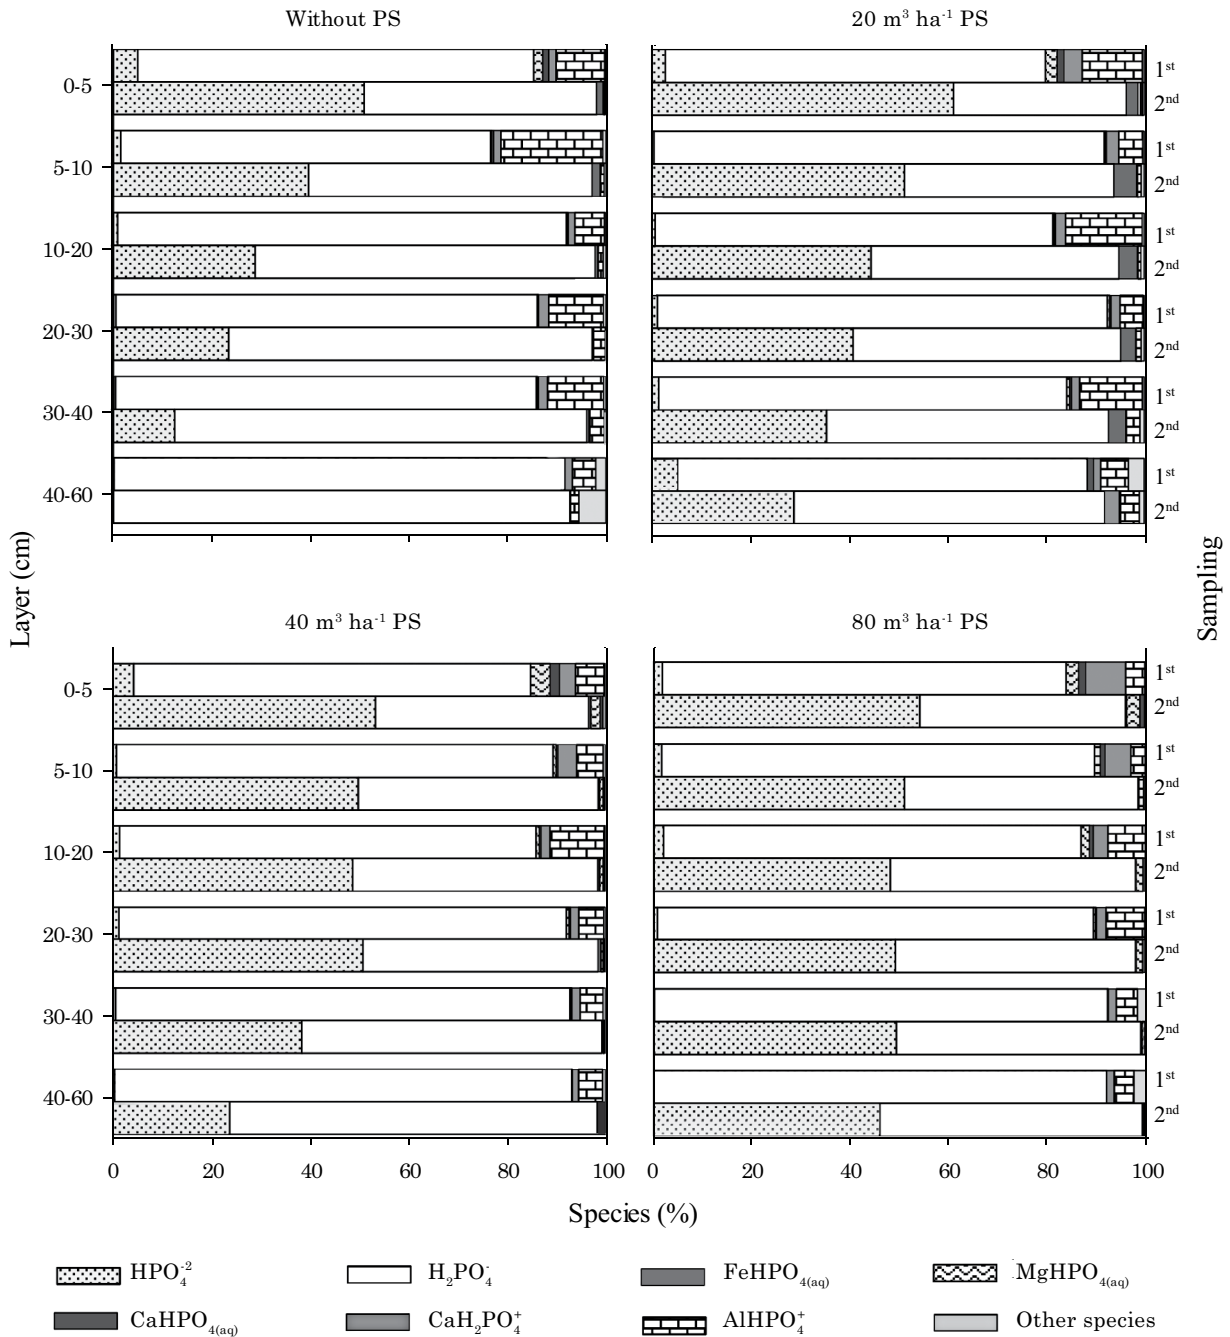 Without PS
20 m³ ha⁻¹ PS
0-5
5-10
10-20
20-30
30-40
40-60
1st
2nd
1st
2nd
1st
2nd
1st
2nd
1st
2nd
1st
2nd
Layer (cm)
Sampling
40 m³ ha⁻¹ PS
80 m³ ha⁻¹ PS
0-5
5-10
10-20
20-30
30-40
40-60
1st
2nd
1st
2nd
1st
2nd
1st
2nd
1st
2nd
1st
2nd
0 20 40 60 80 100
0 20 40 60 80 100
Species (%)
HPO₄⁻²
H₂PO₄⁻
FeHPO₄₍aq₎
MgHPO₄₍aq₎
CaHPO₄₍aq₎
CaH₂PO₄⁺
AlHPO₄⁺
Other species